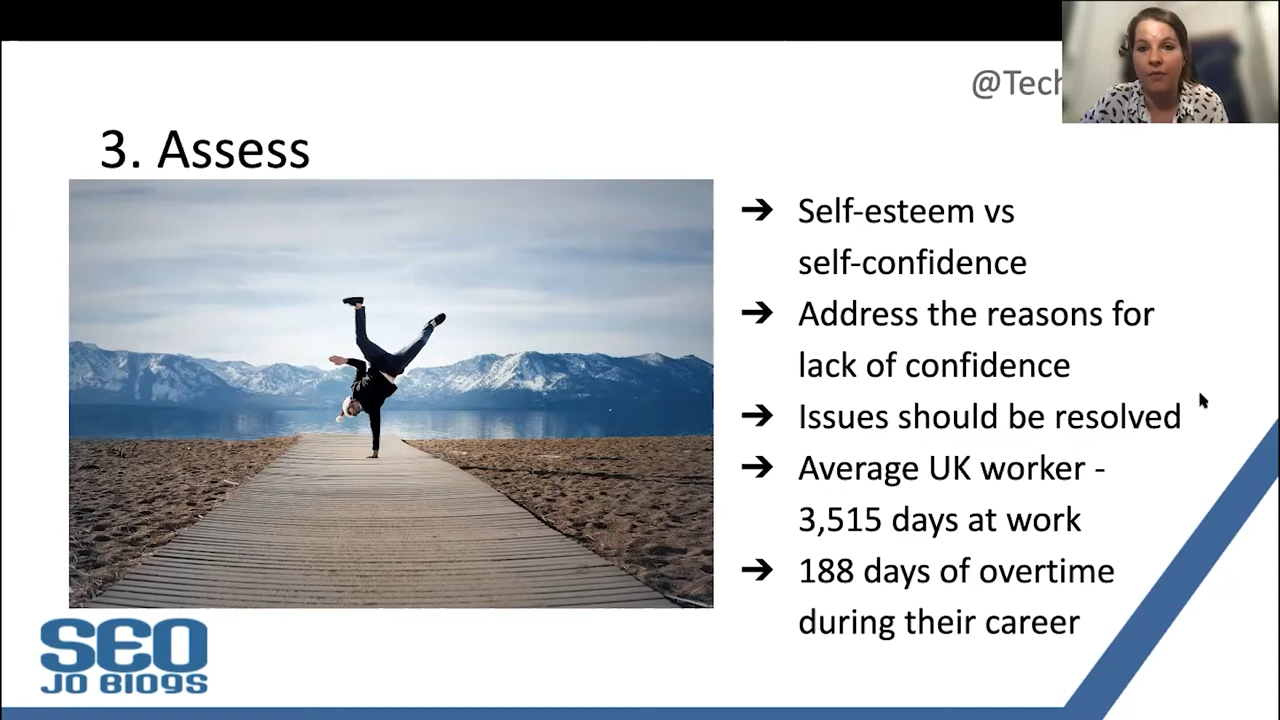 @Tech
3. Assess
➔ Self-esteem vs
self-confidence
➔ Address the reasons for
lack of confidence
➔ Issues should be resolved
➔ Average UK worker -
3,515 days at work
➔ 188 days of overtime
during their career
SEO
JO BlOgS